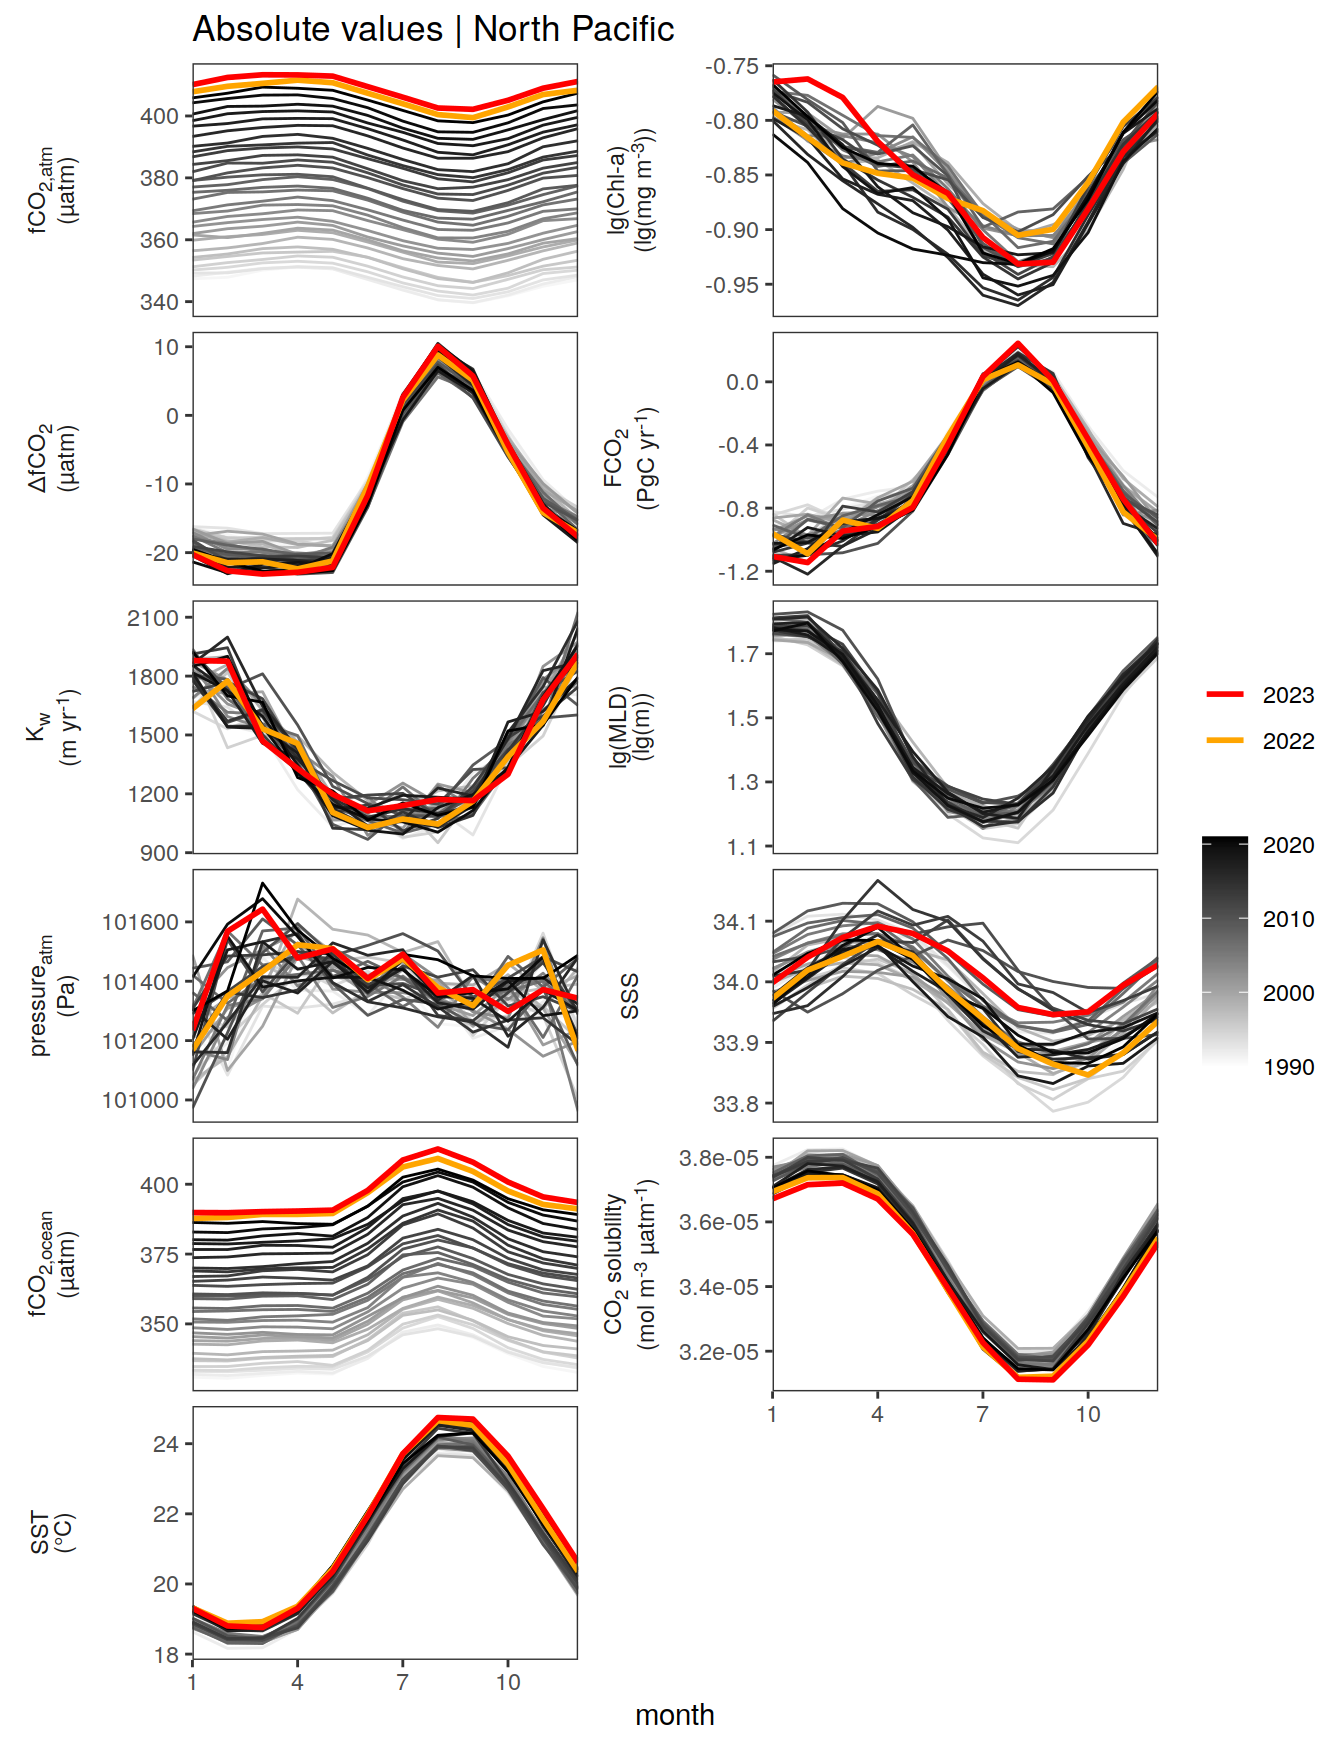 Absolute values | North Pacific
fCO2,atm
(µatm)
400
380
360
340
lg(Chl-a)
(lg(mg m-3))
-0.75
-0.80
-0.85
-0.90
-0.95
ΔfCO2
(µatm)
10
0
-10
-20
FCO2
(PgC yr-1)
0.0
-0.4
-0.8
-1.2
Kw
(m yr-1)
2100
1800
1500
1200
900
lg(MLD)
(lg(m))
1.7
1.5
1.3
1.1
pressureatm
(Pa)
101600
101400
101200
101000
SSS
34.1
34.0
33.9
33.8
fCO2,ocean
(µatm)
400
375
350
CO2 solubility
(mol m-3 µatm-1)
3.8e-05
3.6e-05
3.4e-05
3.2e-05
1 4 7 10
SST
(°C)
24
22
20
18
1 4 7 10
month
2023
2022
2020
2010
2000
1990